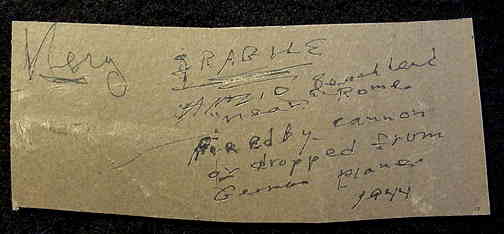 Very FRAGILE
ANZIO Beachhead
near Rome
Fired by cannon
or dropped from
German planes
1944